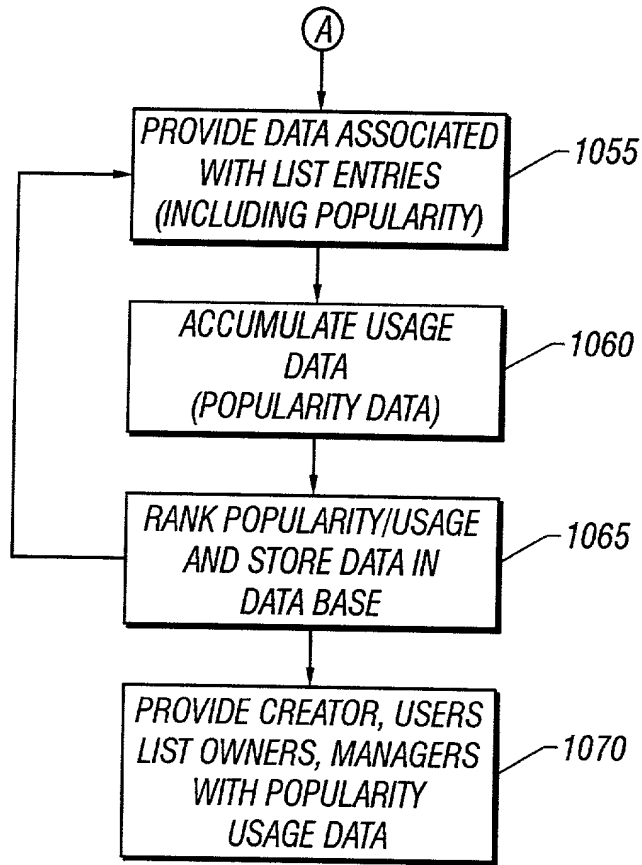 A
PROVIDE DATA ASSOCIATED
WITH LIST ENTRIES
(INCLUDING POPULARITY)
1055
ACCUMULATE USAGE
DATA
(POPULARITY DATA)
1060
RANK POPULARITY/USAGE
AND STORE DATA IN
DATA BASE
1065
PROVIDE CREATOR, USERS
LIST OWNERS, MANAGERS
WITH POPULARITY
USAGE DATA
1070